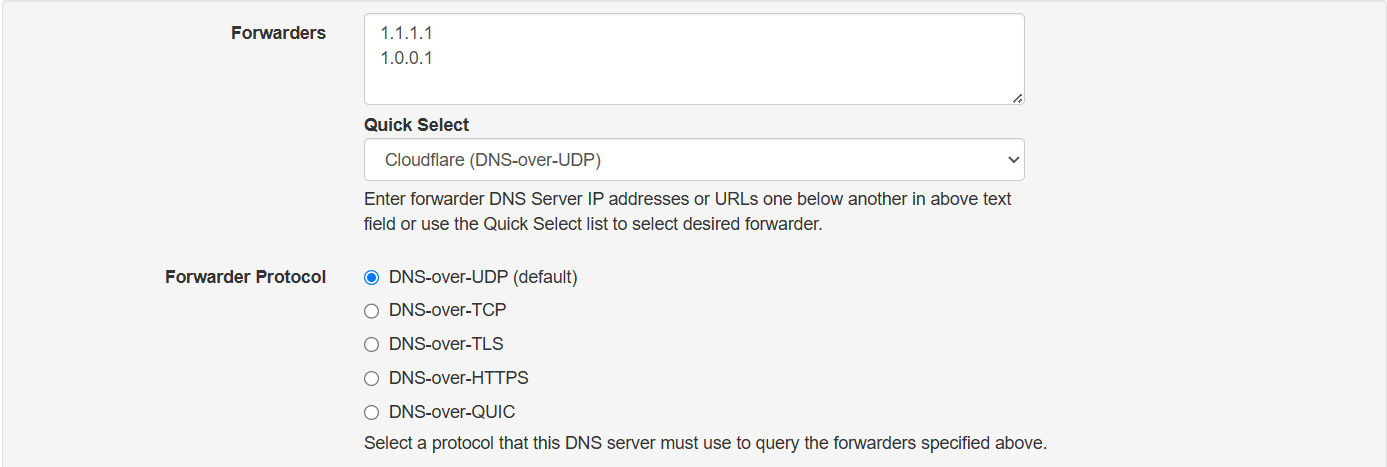 Forwarders
1.1.1.1
1.0.0.1
Quick Select
Cloudflare (DNS-over-UDP)
Enter forwarder DNS Server IP addresses or URLs one below another in above text
field or use the Quick Select list to select desired forwarder.
Forwarder Protocol
DNS-over-UDP (default)
DNS-over-TCP
DNS-over-TLS
DNS-over-HTTPS
DNS-over-QUIC
Select a protocol that this DNS server must use to query the forwarders specified above.